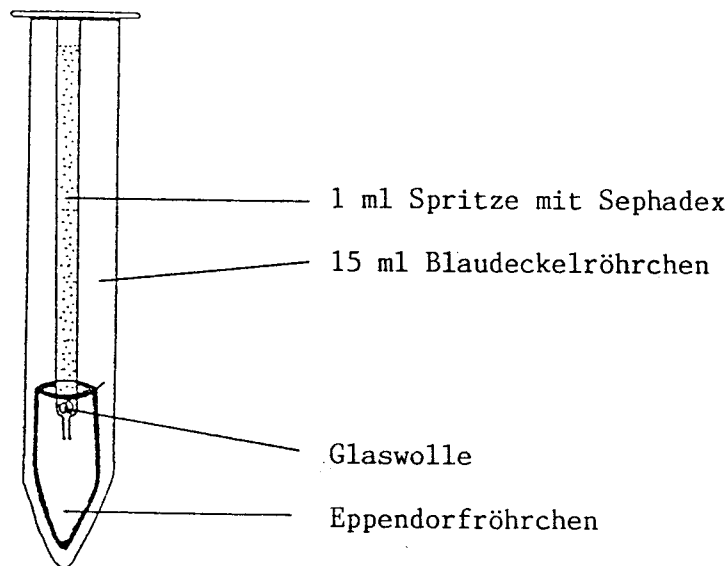 1 ml Spritze mit Sephadex
15 ml Blaudeckelröhrchen
Glaswolle
Eppendorfröhrchen